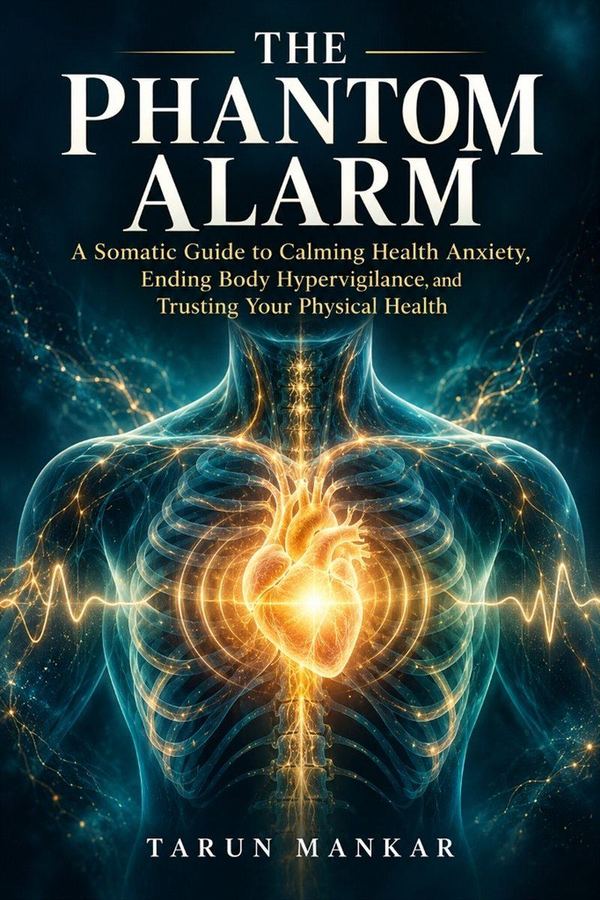 THE
PHANTOM
ALARM
A Somatic Guide to Calming Health Anxiety,
Ending Body Hypervigilance, and
Trusting Your Physical Health
TARUN MANKAR